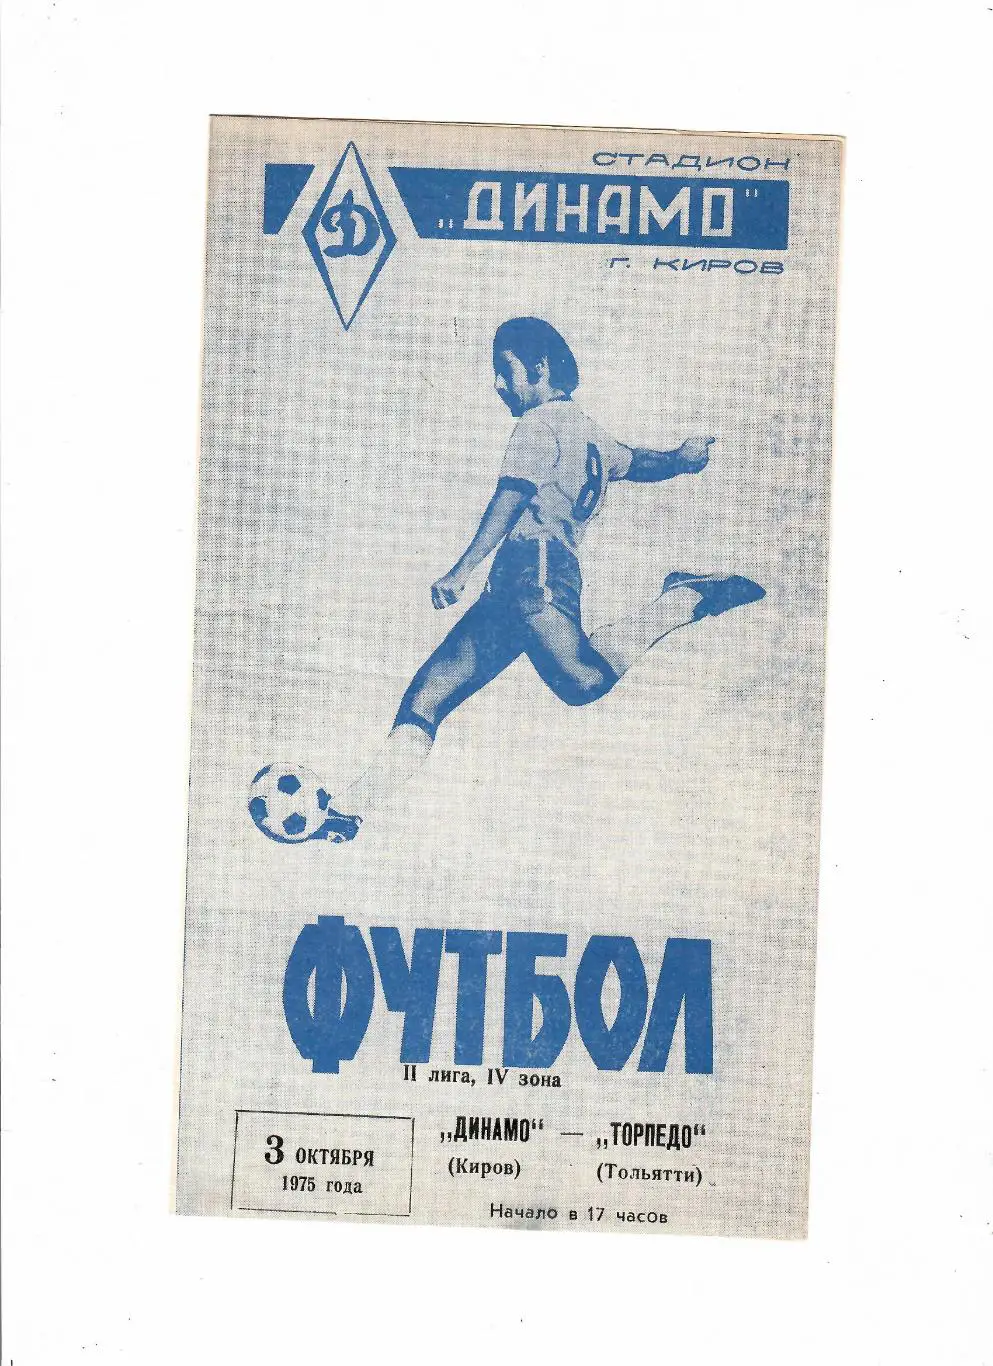 СТАДИОН
„ДИНАМО"
г. КИРОВ
Д
8
ФУТБОЛ
II лига, IV зона
3 ОКТЯБРЯ
1975 года
„ДИНАМО“ — „ТОРПЕДО“
(Киров) (Тольятти)
Начало в 17 часов